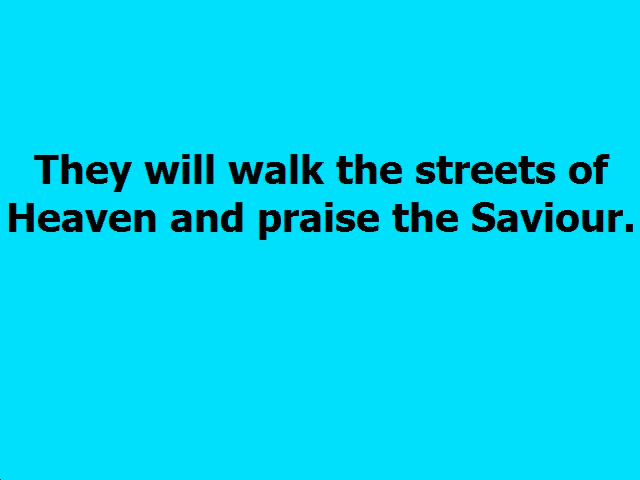 They will walk the streets of
Heaven and praise the Saviour.